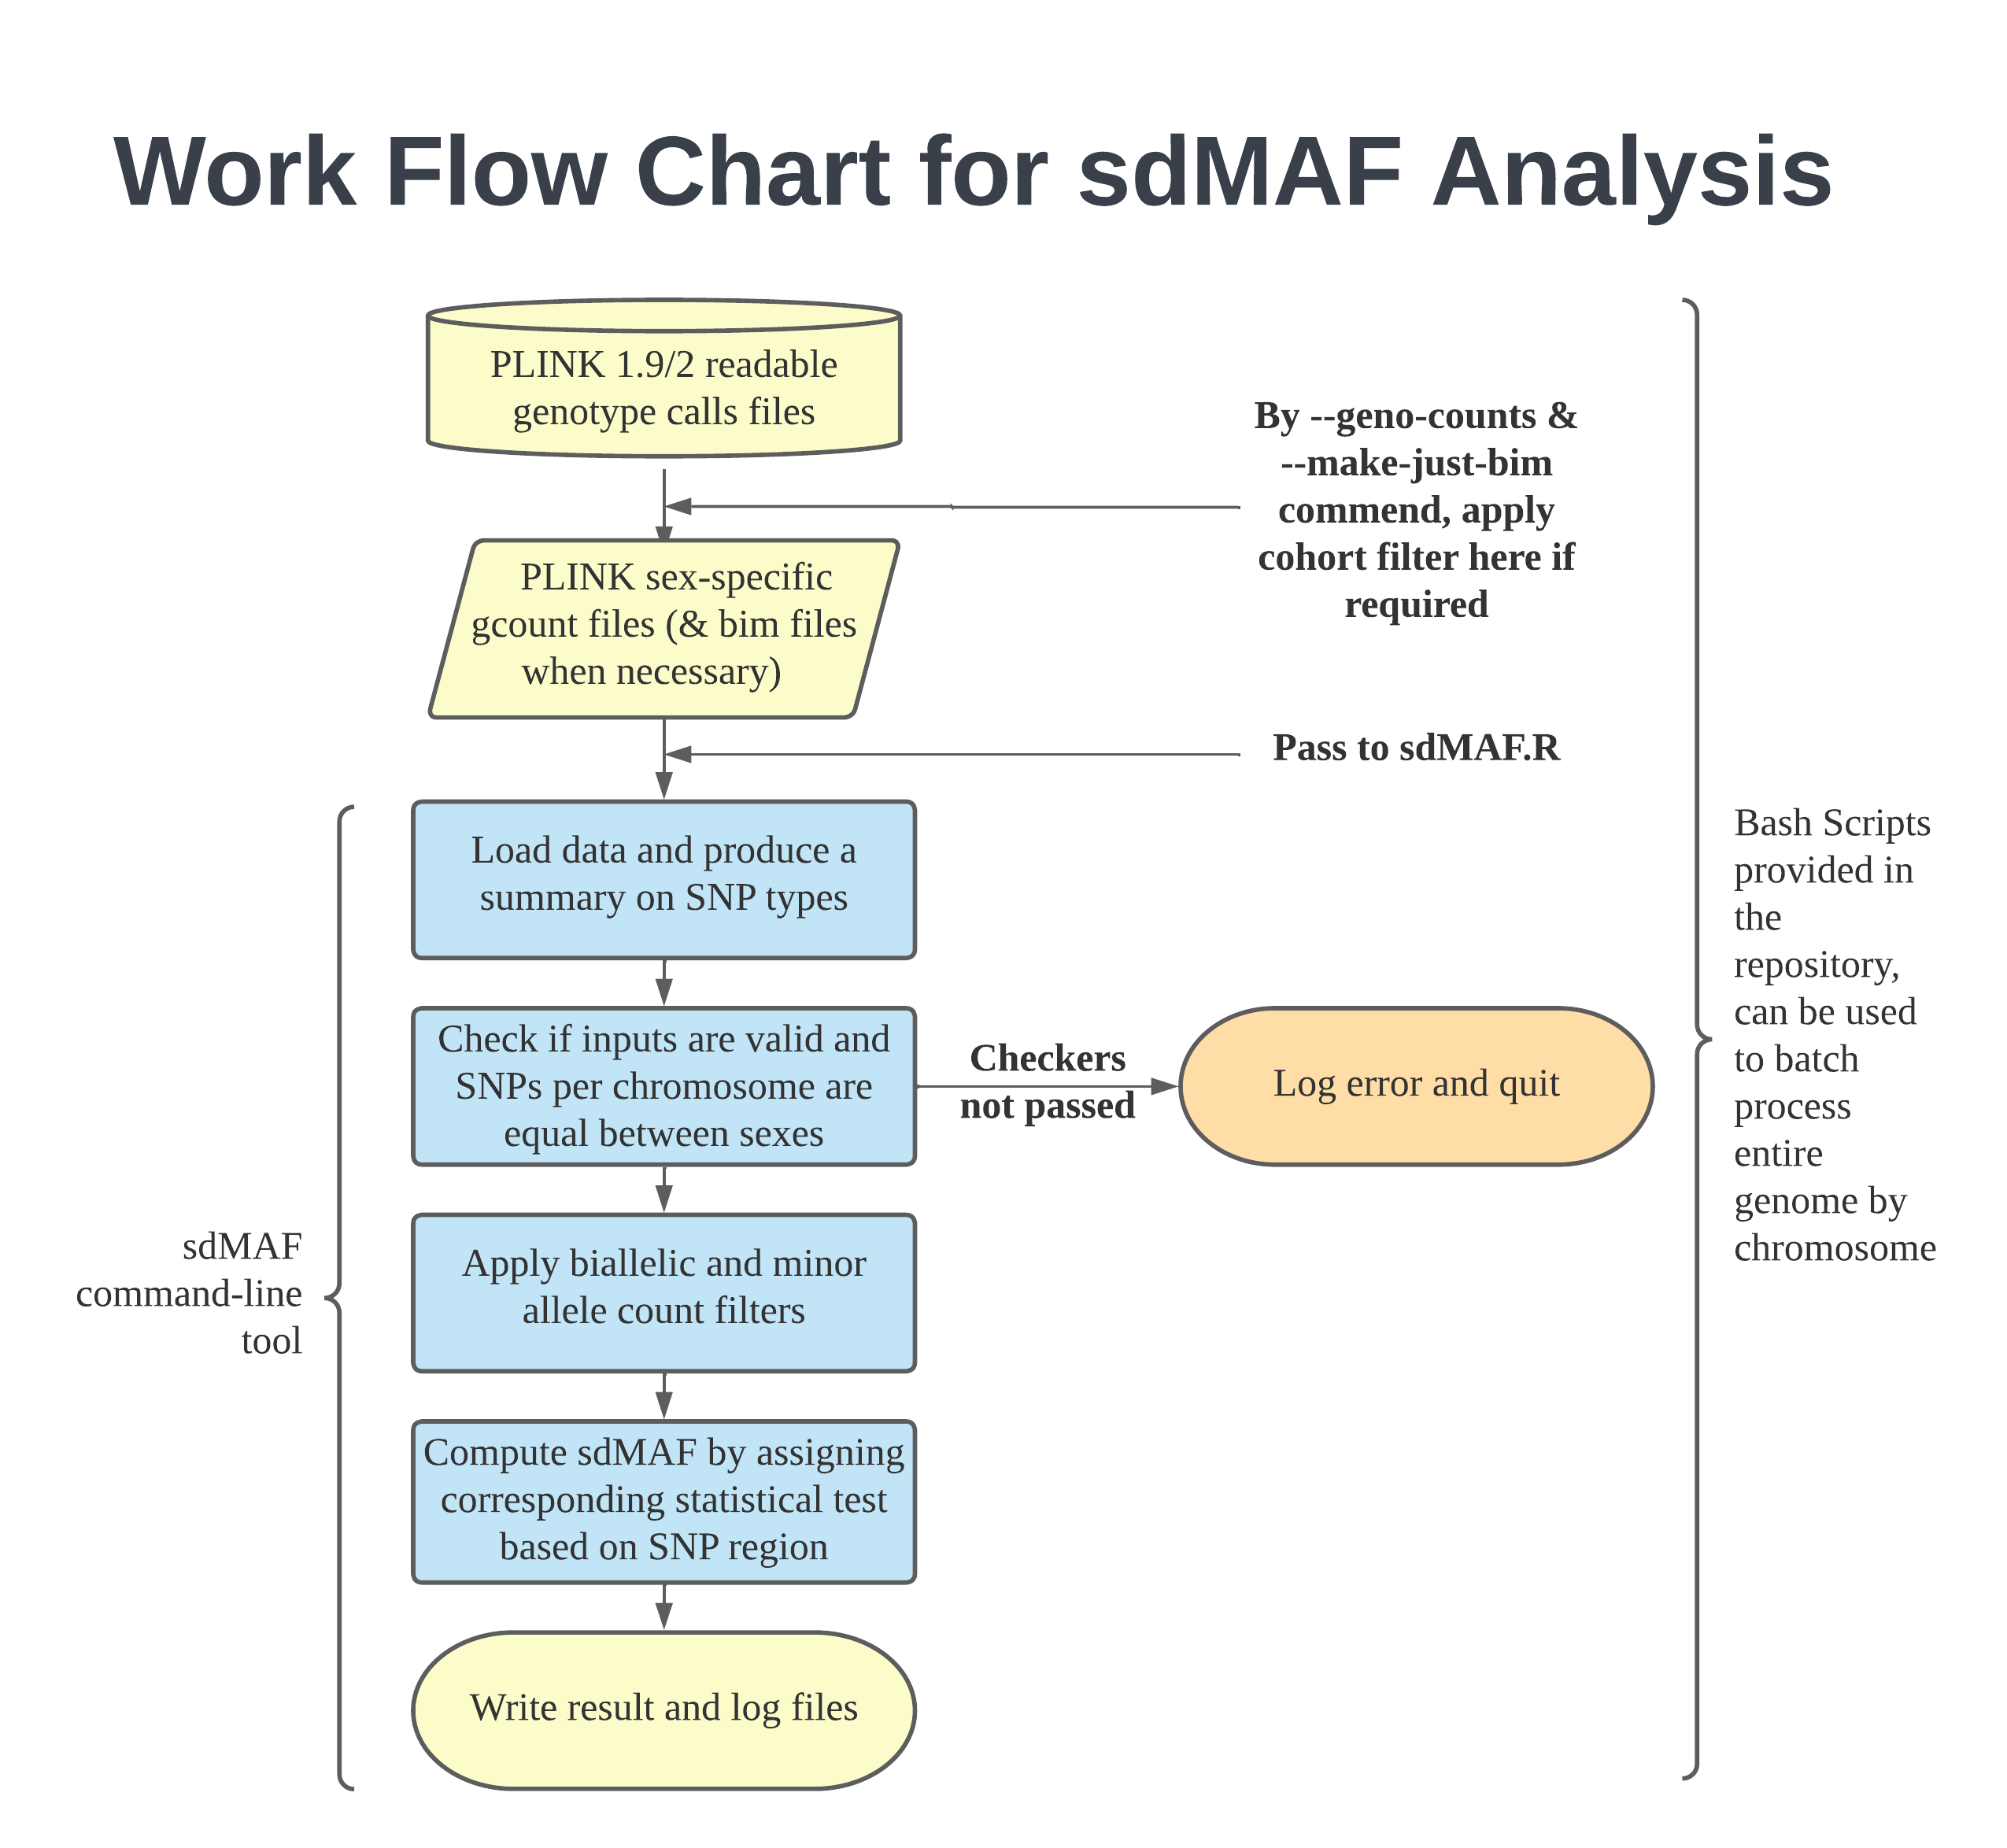 Work Flow Chart for sdMAF Analysis
PLINK 1.9/2 readable
genotype calls files
By --geno-counts &
--make-just-bim
commend, apply
cohort filter here if
required
PLINK sex-specific
gcount files (& bim files
when necessary)
Pass to sdMAF.R
Load data and produce a
summary on SNP types
Check if inputs are valid and
SNPs per chromosome are
equal between sexes
Checkers
not passed
Log error and quit
Apply biallelic and minor
allele count filters
Compute sdMAF by assigning
corresponding statistical test
based on SNP region
Write result and log files
sdMAF
command-line
tool
Bash Scripts
provided in
the
repository,
can be used
to batch
process
entire
genome by
chromosome